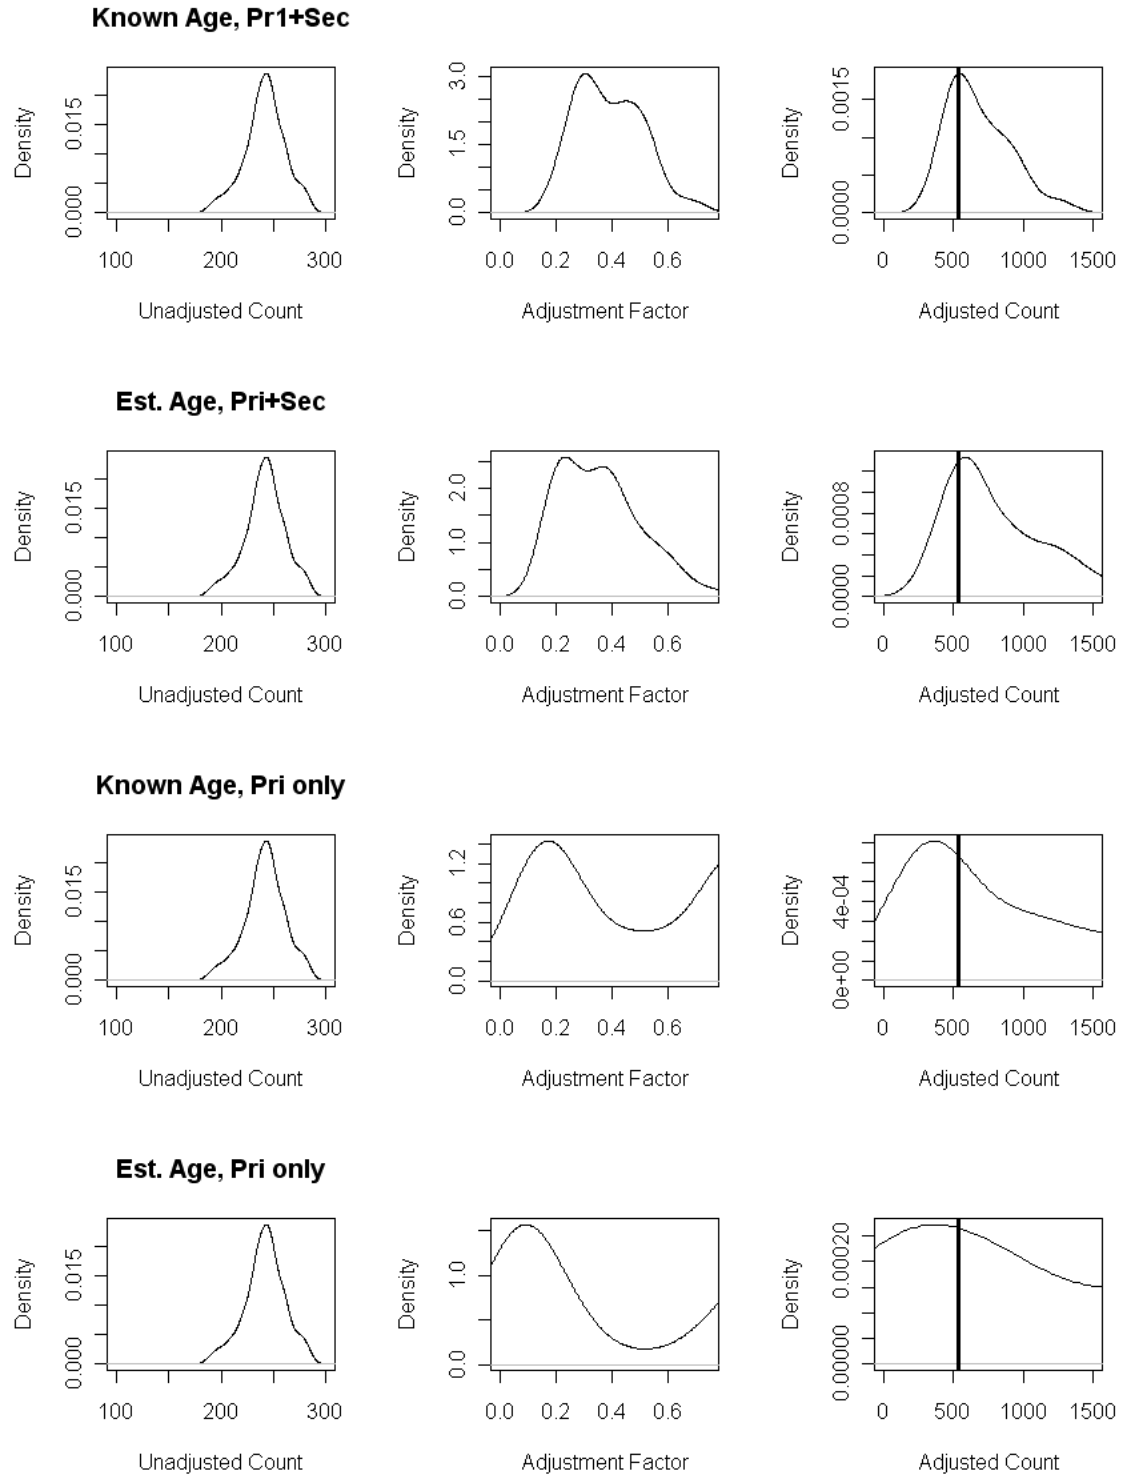 Known Age, Pr1+Sec
Density
0.000 0.015
100 200 300
Unadjusted Count
Density
0.0 1.5 3.0
0.0 0.2 0.4 0.6
Adjustment Factor
Density
0.0000 0.0015
0 500 1000 1500
Adjusted Count
Est. Age, Pri+Sec
Density
0.000 0.015
100 200 300
Unadjusted Count
Density
0.0 1.0 2.0
0.0 0.2 0.4 0.6
Adjustment Factor
Density
0.0000 0.0008
0 500 1000 1500
Adjusted Count
Known Age, Pri only
Density
0.000 0.015
100 200 300
Unadjusted Count
Density
0.0 0.6 1.2
0.0 0.2 0.4 0.6
Adjustment Factor
Density
0e+00 4e-04
0 500 1000 1500
Adjusted Count
Est. Age, Pri only
Density
0.000 0.015
100 200 300
Unadjusted Count
Density
0.0 1.0
0.0 0.2 0.4 0.6
Adjustment Factor
Density
0.00000 0.00020
0 500 1000 1500
Adjusted Count